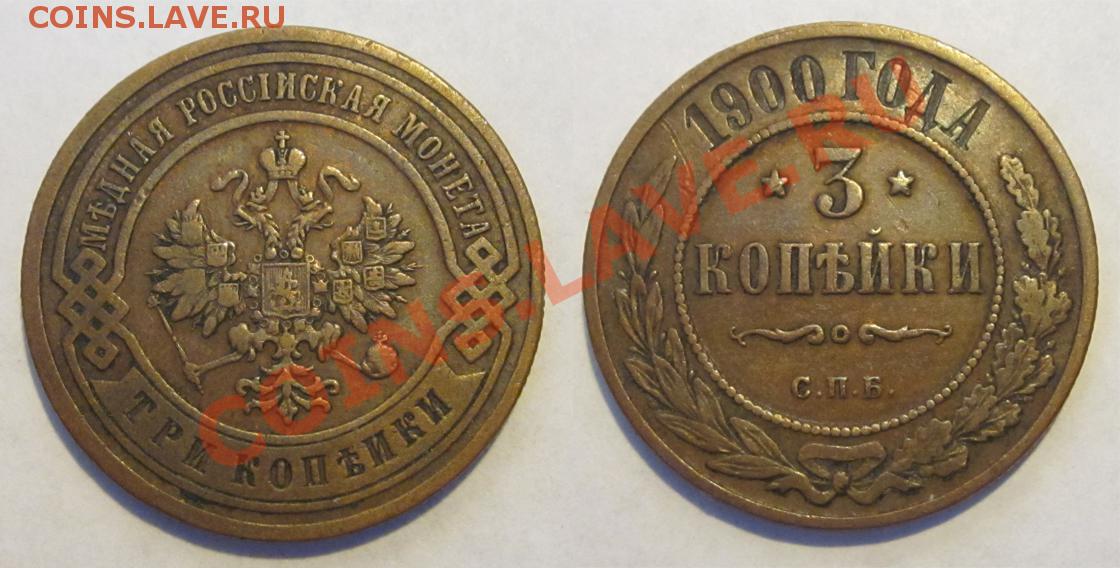 COINS.LAVE.RU
МѢДНАЯ РОССІЙСКАЯ МОНЕТА
ТРИ КОПѢЙКИ
1900 ГОДА
* 3 *
КОПѢЙКИ
С.П.Б.
COINS.LAVE.RU